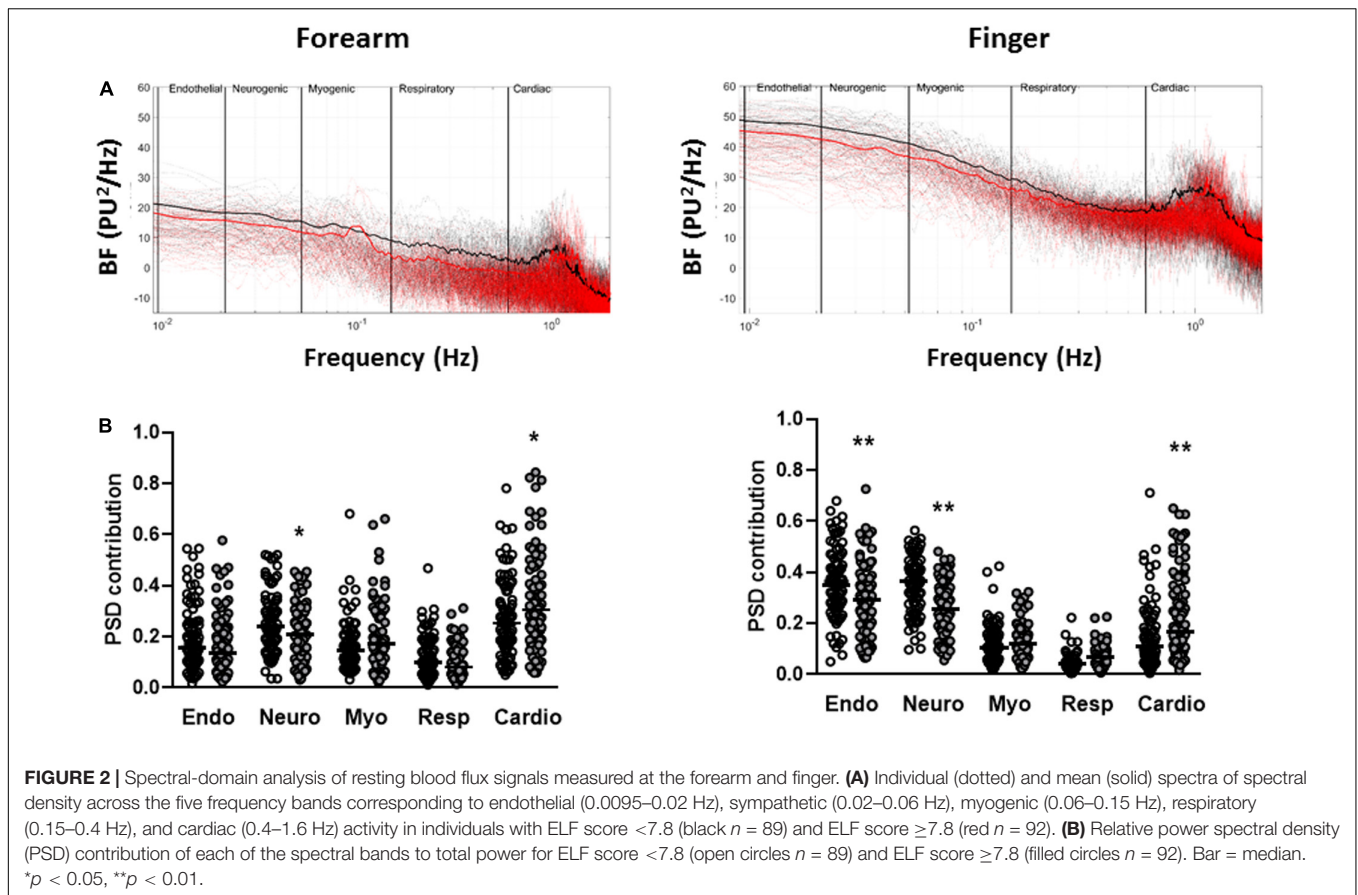 Forearm
Finger
A
Endothelial Neurogenic Myogenic Respiratory Cardiac
60
50
40
30
20
10
0
-10
BF (PU²/Hz)
10⁻² 10⁻¹ 10⁰
Frequency (Hz)
Endothelial Neurogenic Myogenic Respiratory Cardiac
60
50
40
30
20
10
0
-10
BF (PU²/Hz)
10⁻² 10⁻¹ 10⁰
Frequency (Hz)
B
1.0
0.8
0.6
0.4
0.2
0.0
PSD contribution
* *
Endo Neuro Myo Resp Cardio
1.0
0.8
0.6
0.4
0.2
0.0
PSD contribution
** ** **
Endo Neuro Myo Resp Cardio
FIGURE 2 | Spectral-domain analysis of resting blood flux signals measured at the forearm and finger. (A) Individual (dotted) and mean (solid) spectra of spectral
density across the five frequency bands corresponding to endothelial (0.0095–0.02 Hz), sympathetic (0.02–0.06 Hz), myogenic (0.06–0.15 Hz), respiratory
(0.15–0.4 Hz), and cardiac (0.4–1.6 Hz) activity in individuals with ELF score <7.8 (black n = 89) and ELF score ≥7.8 (red n = 92). (B) Relative power spectral density
(PSD) contribution of each of the spectral bands to total power for ELF score <7.8 (open circles n = 89) and ELF score ≥7.8 (filled circles n = 92). Bar = median.
*p < 0.05, **p < 0.01.